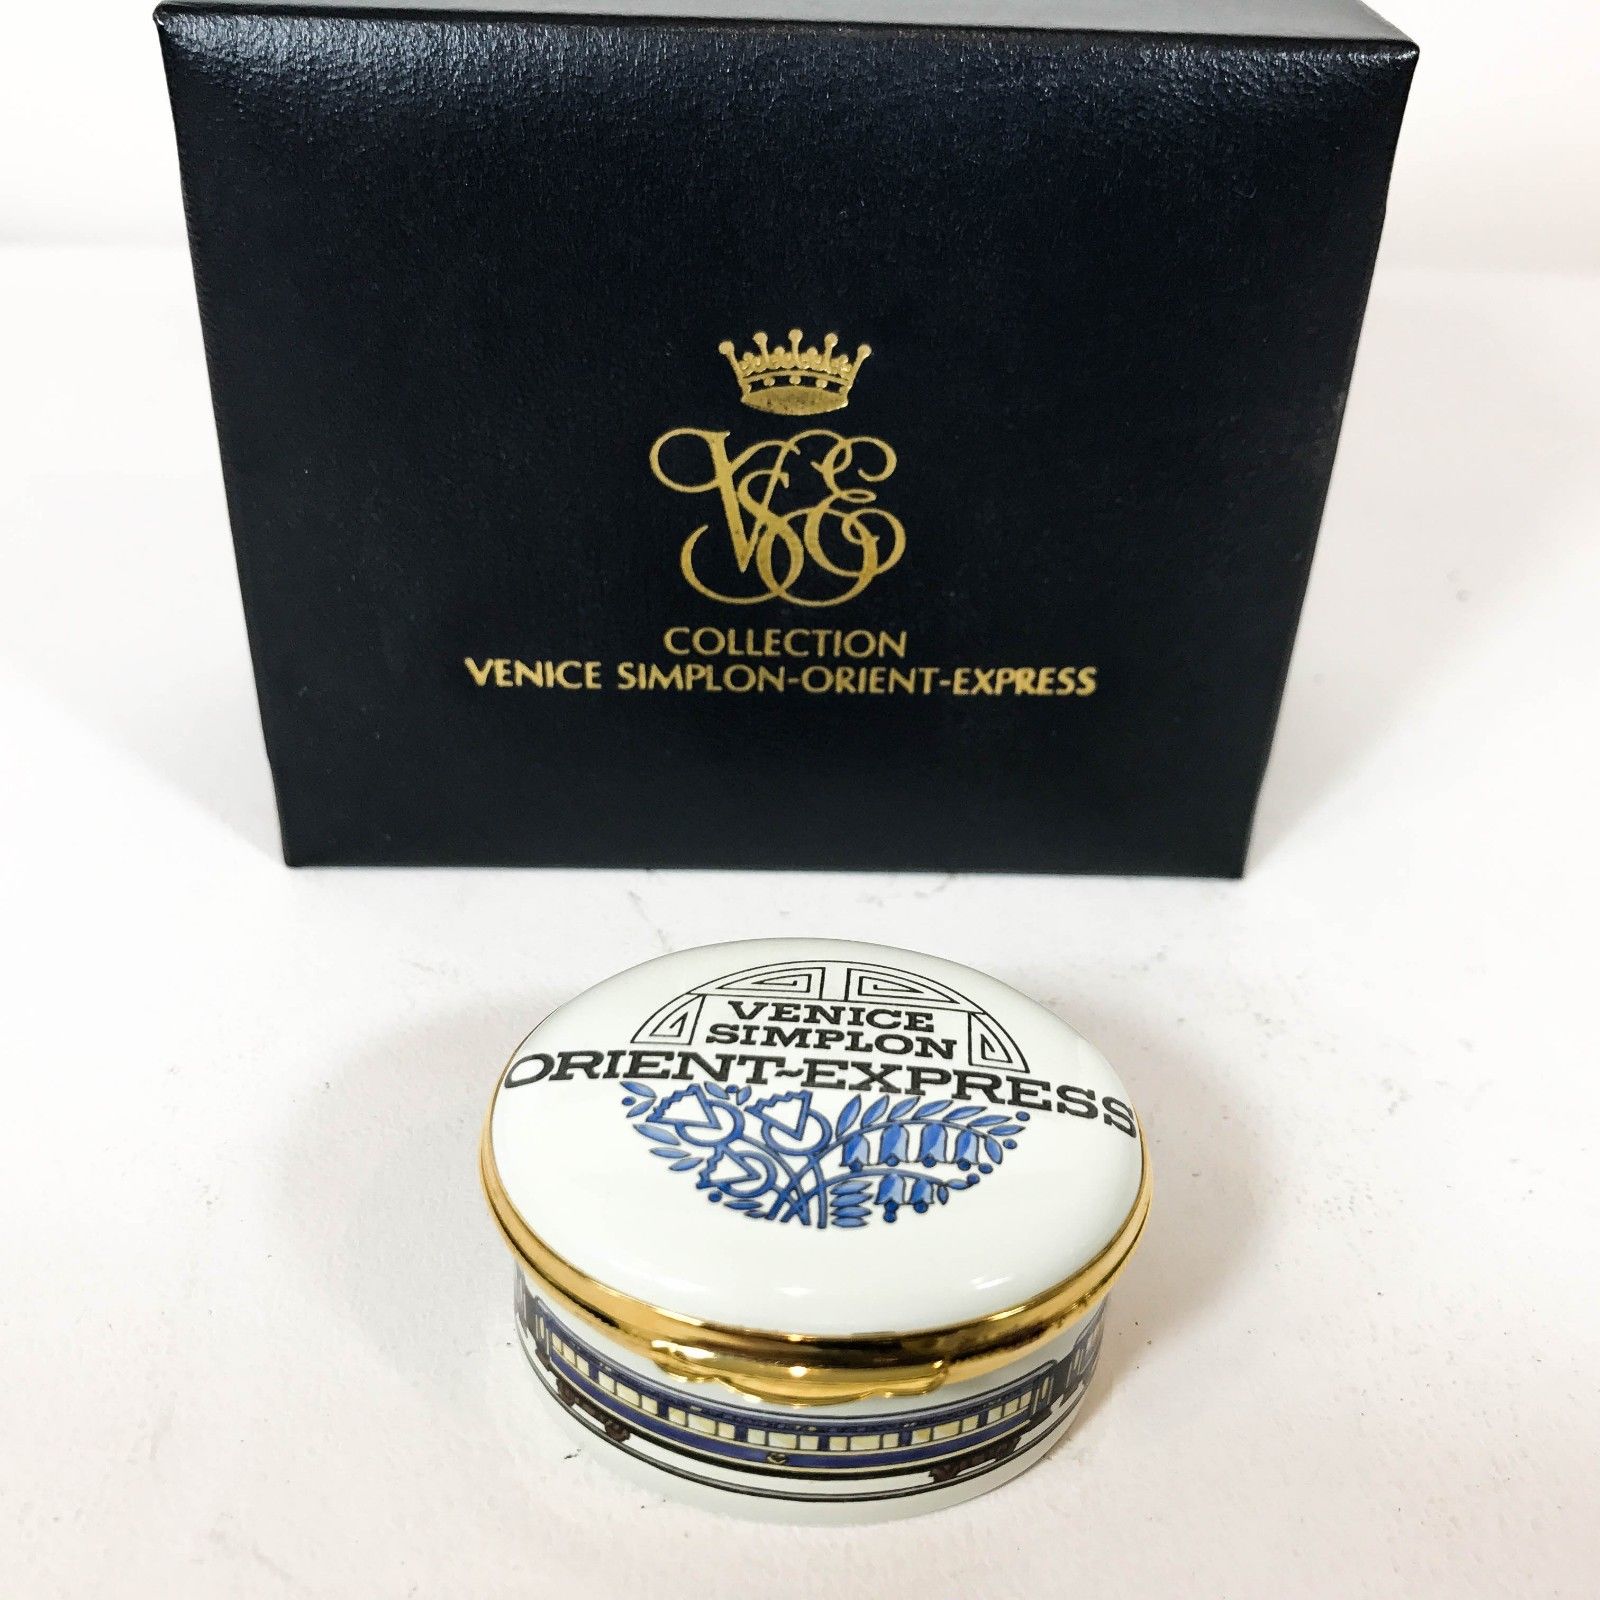 VSOE
COLLECTION
VENICE SIMPLON-ORIENT-EXPRESS
VENICE
SIMPLON
ORIENT-EXPRESS